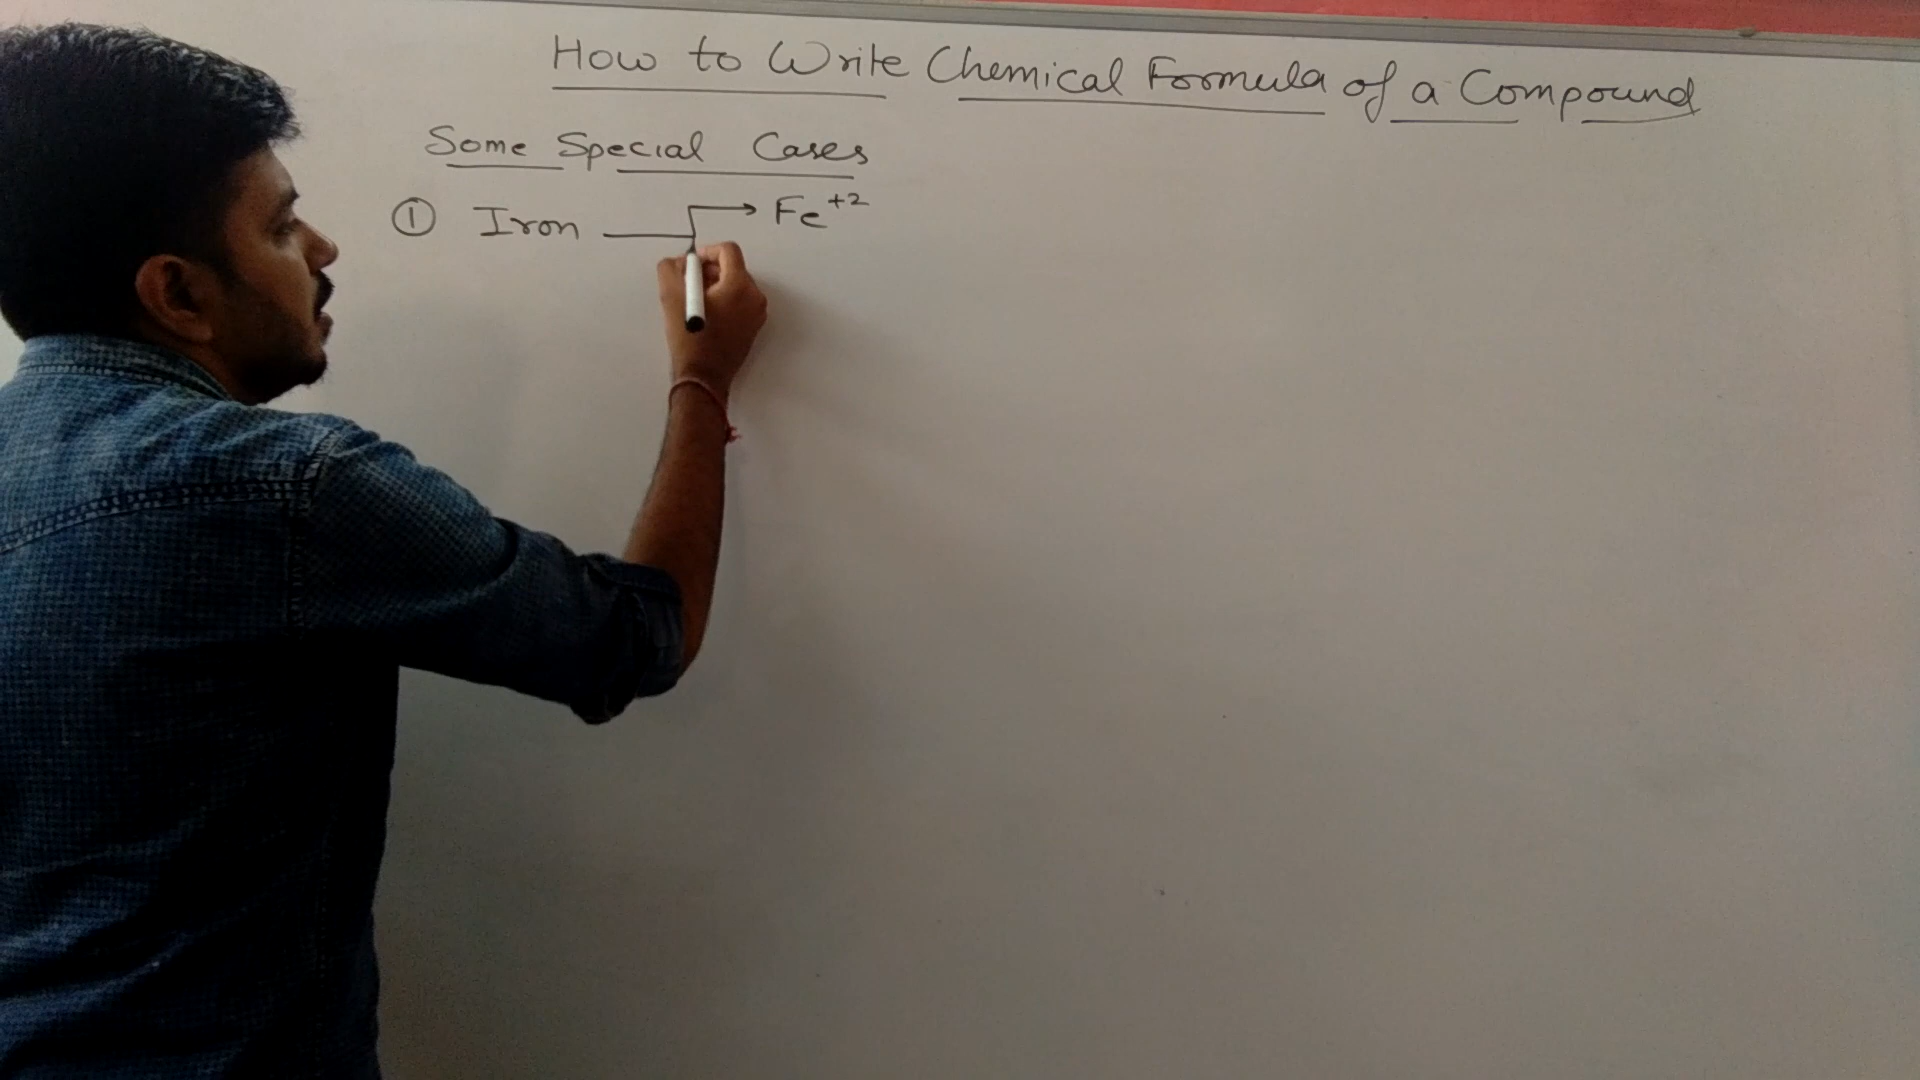 How to Write Chemical Formula of a Compound
Some Special Cases
① Iron → Fe⁺²